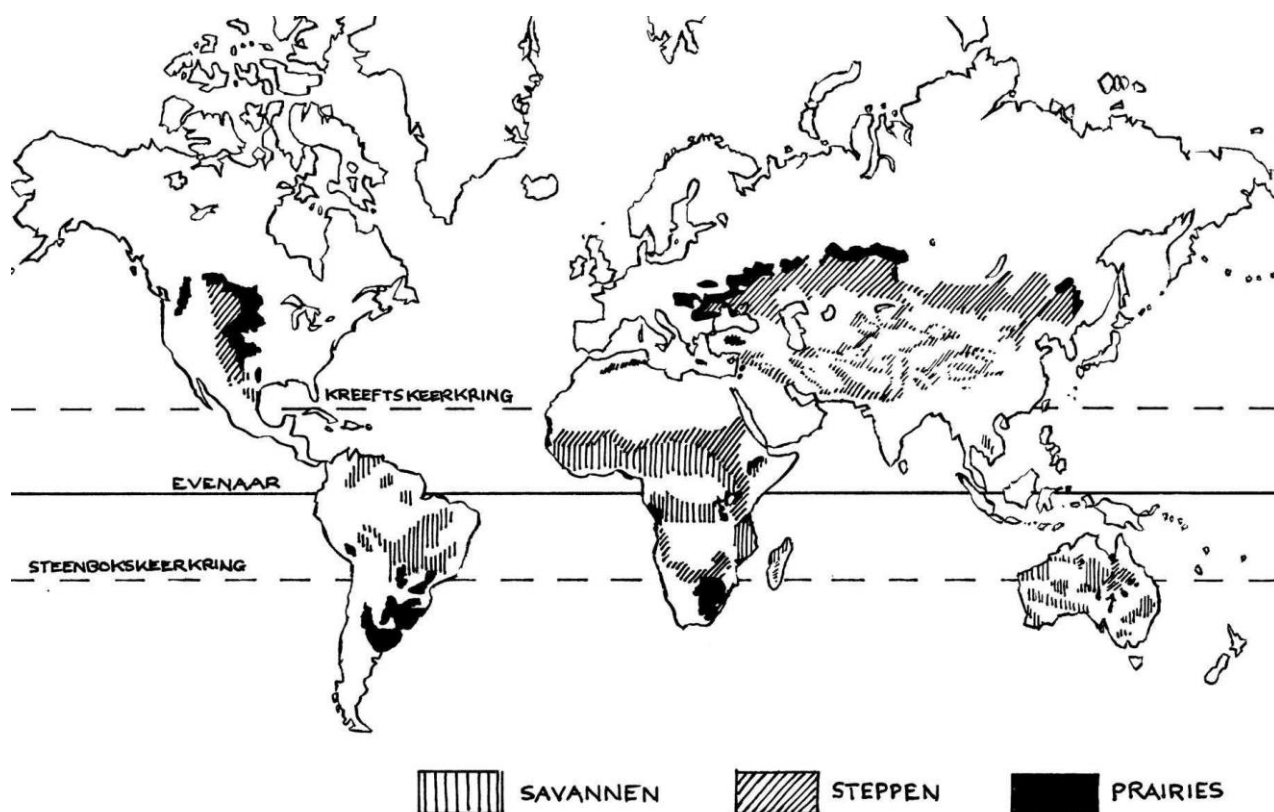 KREEFTSKEERKRING
EVENAAR
STEENBOKSKEERKRING
SAVANNEN
STEPPEN
PRAIRIES